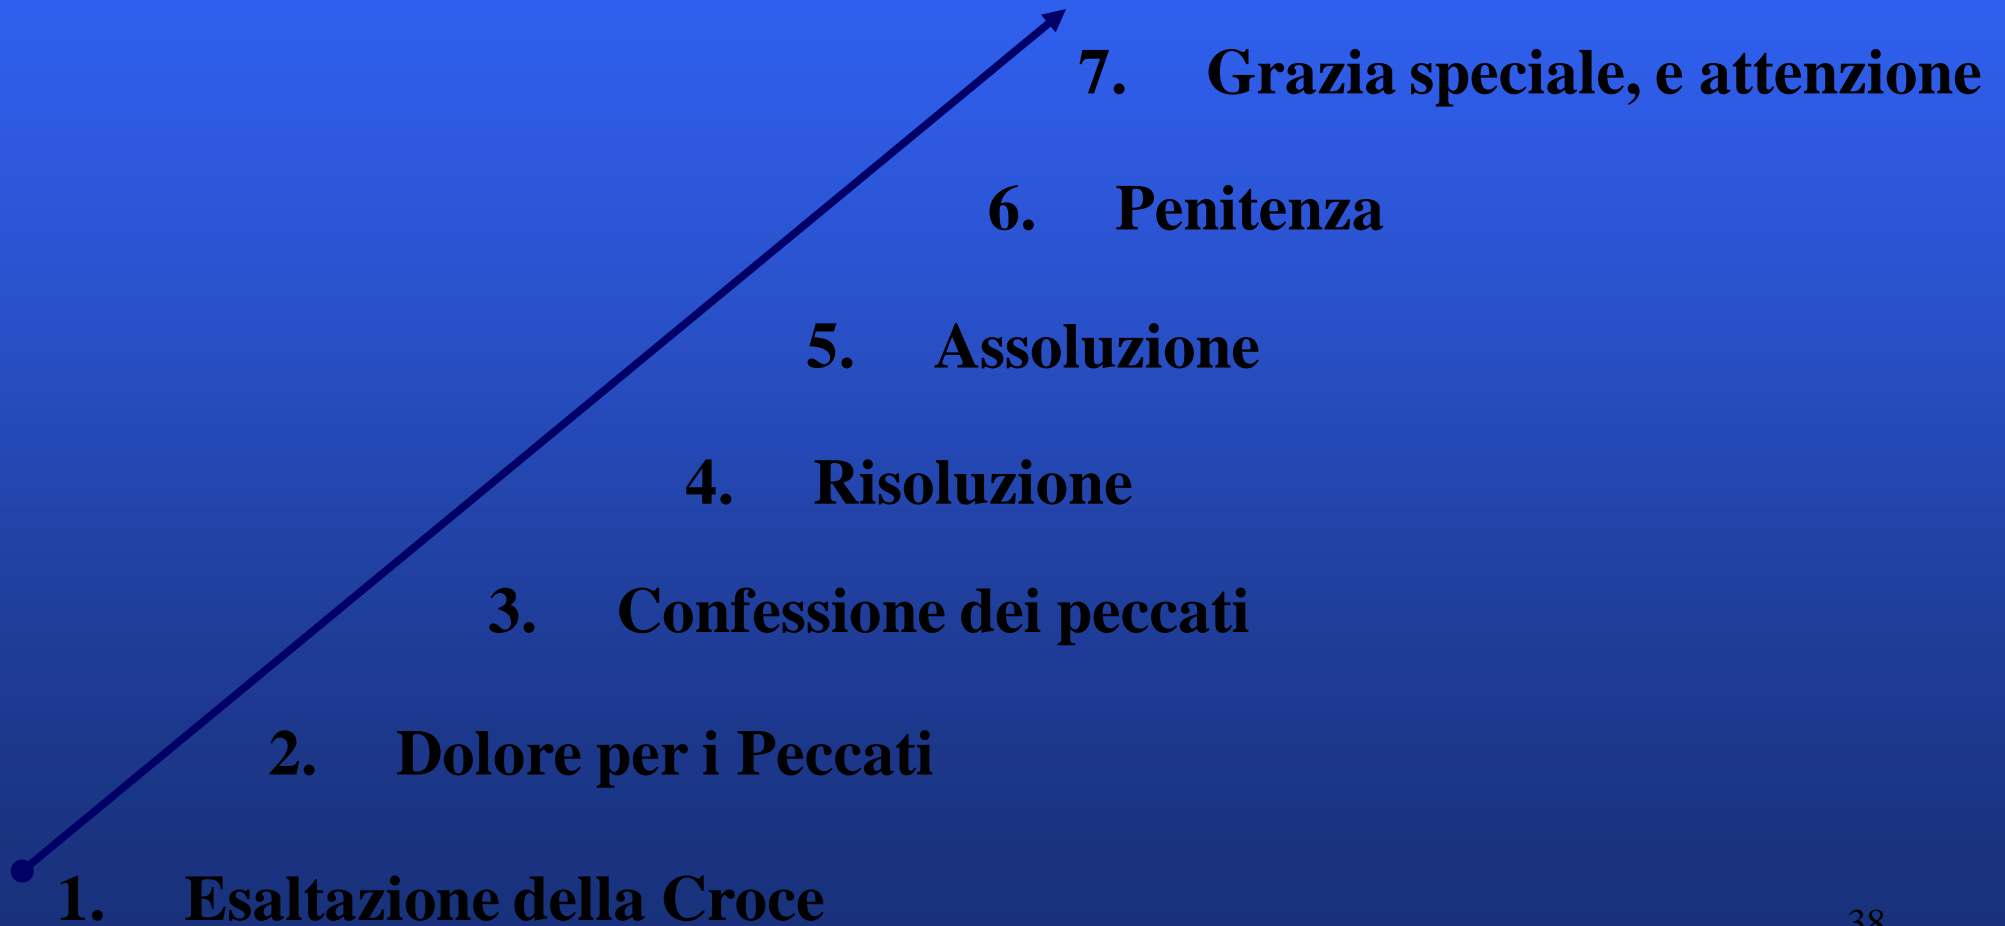 7. Grazia speciale, e attenzione
6. Penitenza
5. Assoluzione
4. Risoluzione
3. Confessione dei peccati
2. Dolore per i Peccati
1. Esaltazione della Croce
38